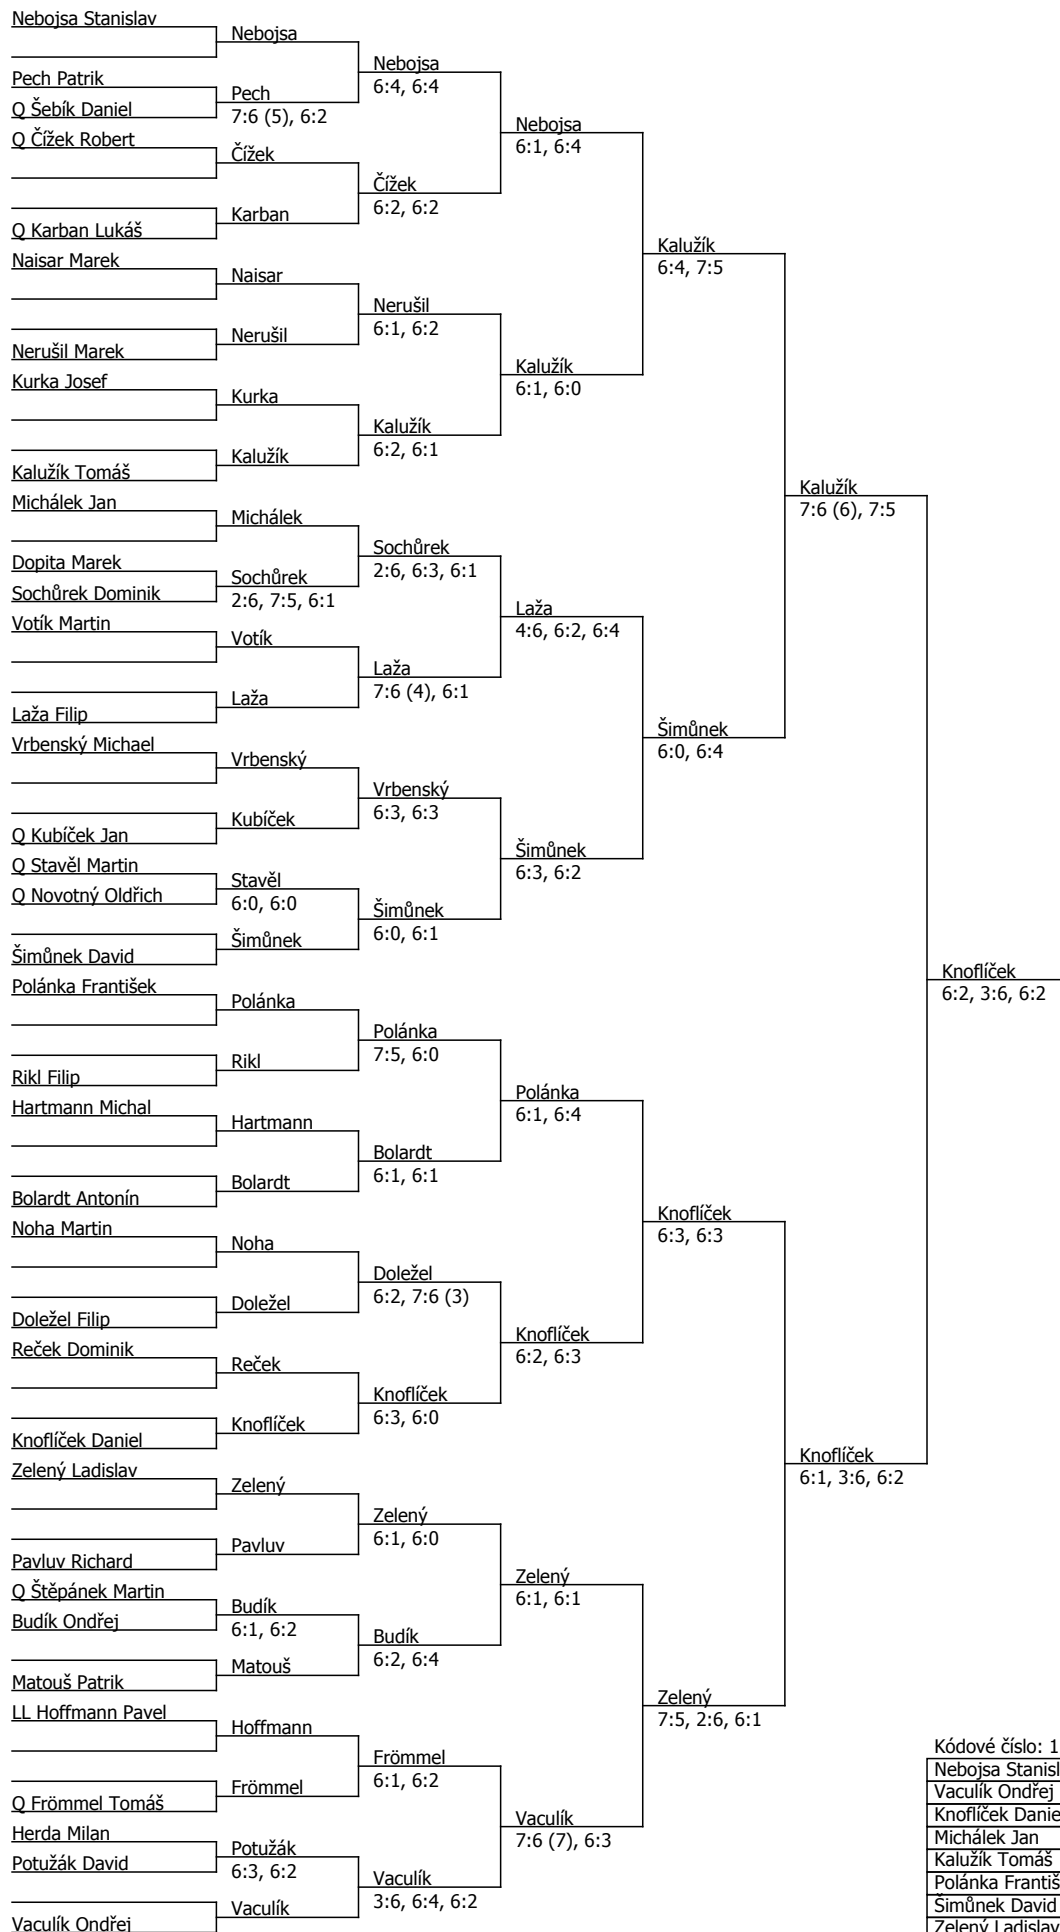 Nebojsa Stanislav
Pech Patrik
Q Šebík Daniel
Q Čížek Robert
Q Karban Lukáš
Naisar Marek
Nerušil Marek
Kurka Josef
Kalužík Tomáš
Michálek Jan
Dopita Marek
Sochůrek Dominik
Votík Martin
Laža Filip
Vrbenský Michael
Q Kubíček Jan
Q Stavěl Martin
Q Novotný Oldřich
Šimůnek David
Polánka František
Rikl Filip
Hartmann Michal
Bolardt Antonín
Noha Martin
Doležel Filip
Reček Dominik
Knoflíček Daniel
Zelený Ladislav
Pavluv Richard
Q Štěpánek Martin
Budík Ondřej
Matouš Patrik
LL Hoffmann Pavel
Q Frömmel Tomáš
Herda Milan
Potužák David
Vaculík Ondřej
Nebojsa
Pech
7:6 (5), 6:2
Čížek
Karban
Naisar
Nerušil
Kurka
Kalužík
Michálek
Sochůrek
2:6, 7:5, 6:1
Votík
Laža
Vrbenský
Kubíček
Stavěl
6:0, 6:0
Šimůnek
Polánka
Rikl
Hartmann
Bolardt
Noha
Doležel
Reček
Knoflíček
Zelený
Pavluv
Budík
6:1, 6:2
Matouš
Hoffmann
Frömmel
Potužák
6:3, 6:2
Vaculík
Nebojsa
6:4, 6:4
Čížek
6:2, 6:2
Nerušil
6:1, 6:2
Kalužík
6:2, 6:1
Sochůrek
2:6, 6:3, 6:1
Laža
7:6 (4), 6:1
Vrbenský
6:3, 6:3
Šimůnek
6:0, 6:1
Polánka
7:5, 6:0
Bolardt
6:1, 6:1
Doležel
6:2, 7:6 (3)
Knoflíček
6:3, 6:0
Zelený
6:1, 6:0
Budík
6:2, 6:4
Frömmel
6:1, 6:2
Vaculík
3:6, 6:4, 6:2
Nebojsa
6:1, 6:4
Kalužík
6:1, 6:0
Laža
4:6, 6:2, 6:4
Šimůnek
6:3, 6:2
Polánka
6:1, 6:4
Knoflíček
6:2, 6:3
Zelený
6:1, 6:1
Vaculík
7:6 (7), 6:3
Kalužík
6:4, 7:5
Šimůnek
6:0, 6:4
Knoflíček
6:3, 6:3
Zelený
7:5, 2:6, 6:1
Kalužík
7:6 (6), 7:5
Knoflíček
6:1, 3:6, 6:2
Knoflíček
6:2, 3:6, 6:2
Kódové číslo: 1
Nebojsa Stanisl
Vaculík Ondřej
Knoflíček Danie
Michálek Jan
Kalužík Tomáš
Polánka Františ
Šimůnek David
Zelený Ladislav